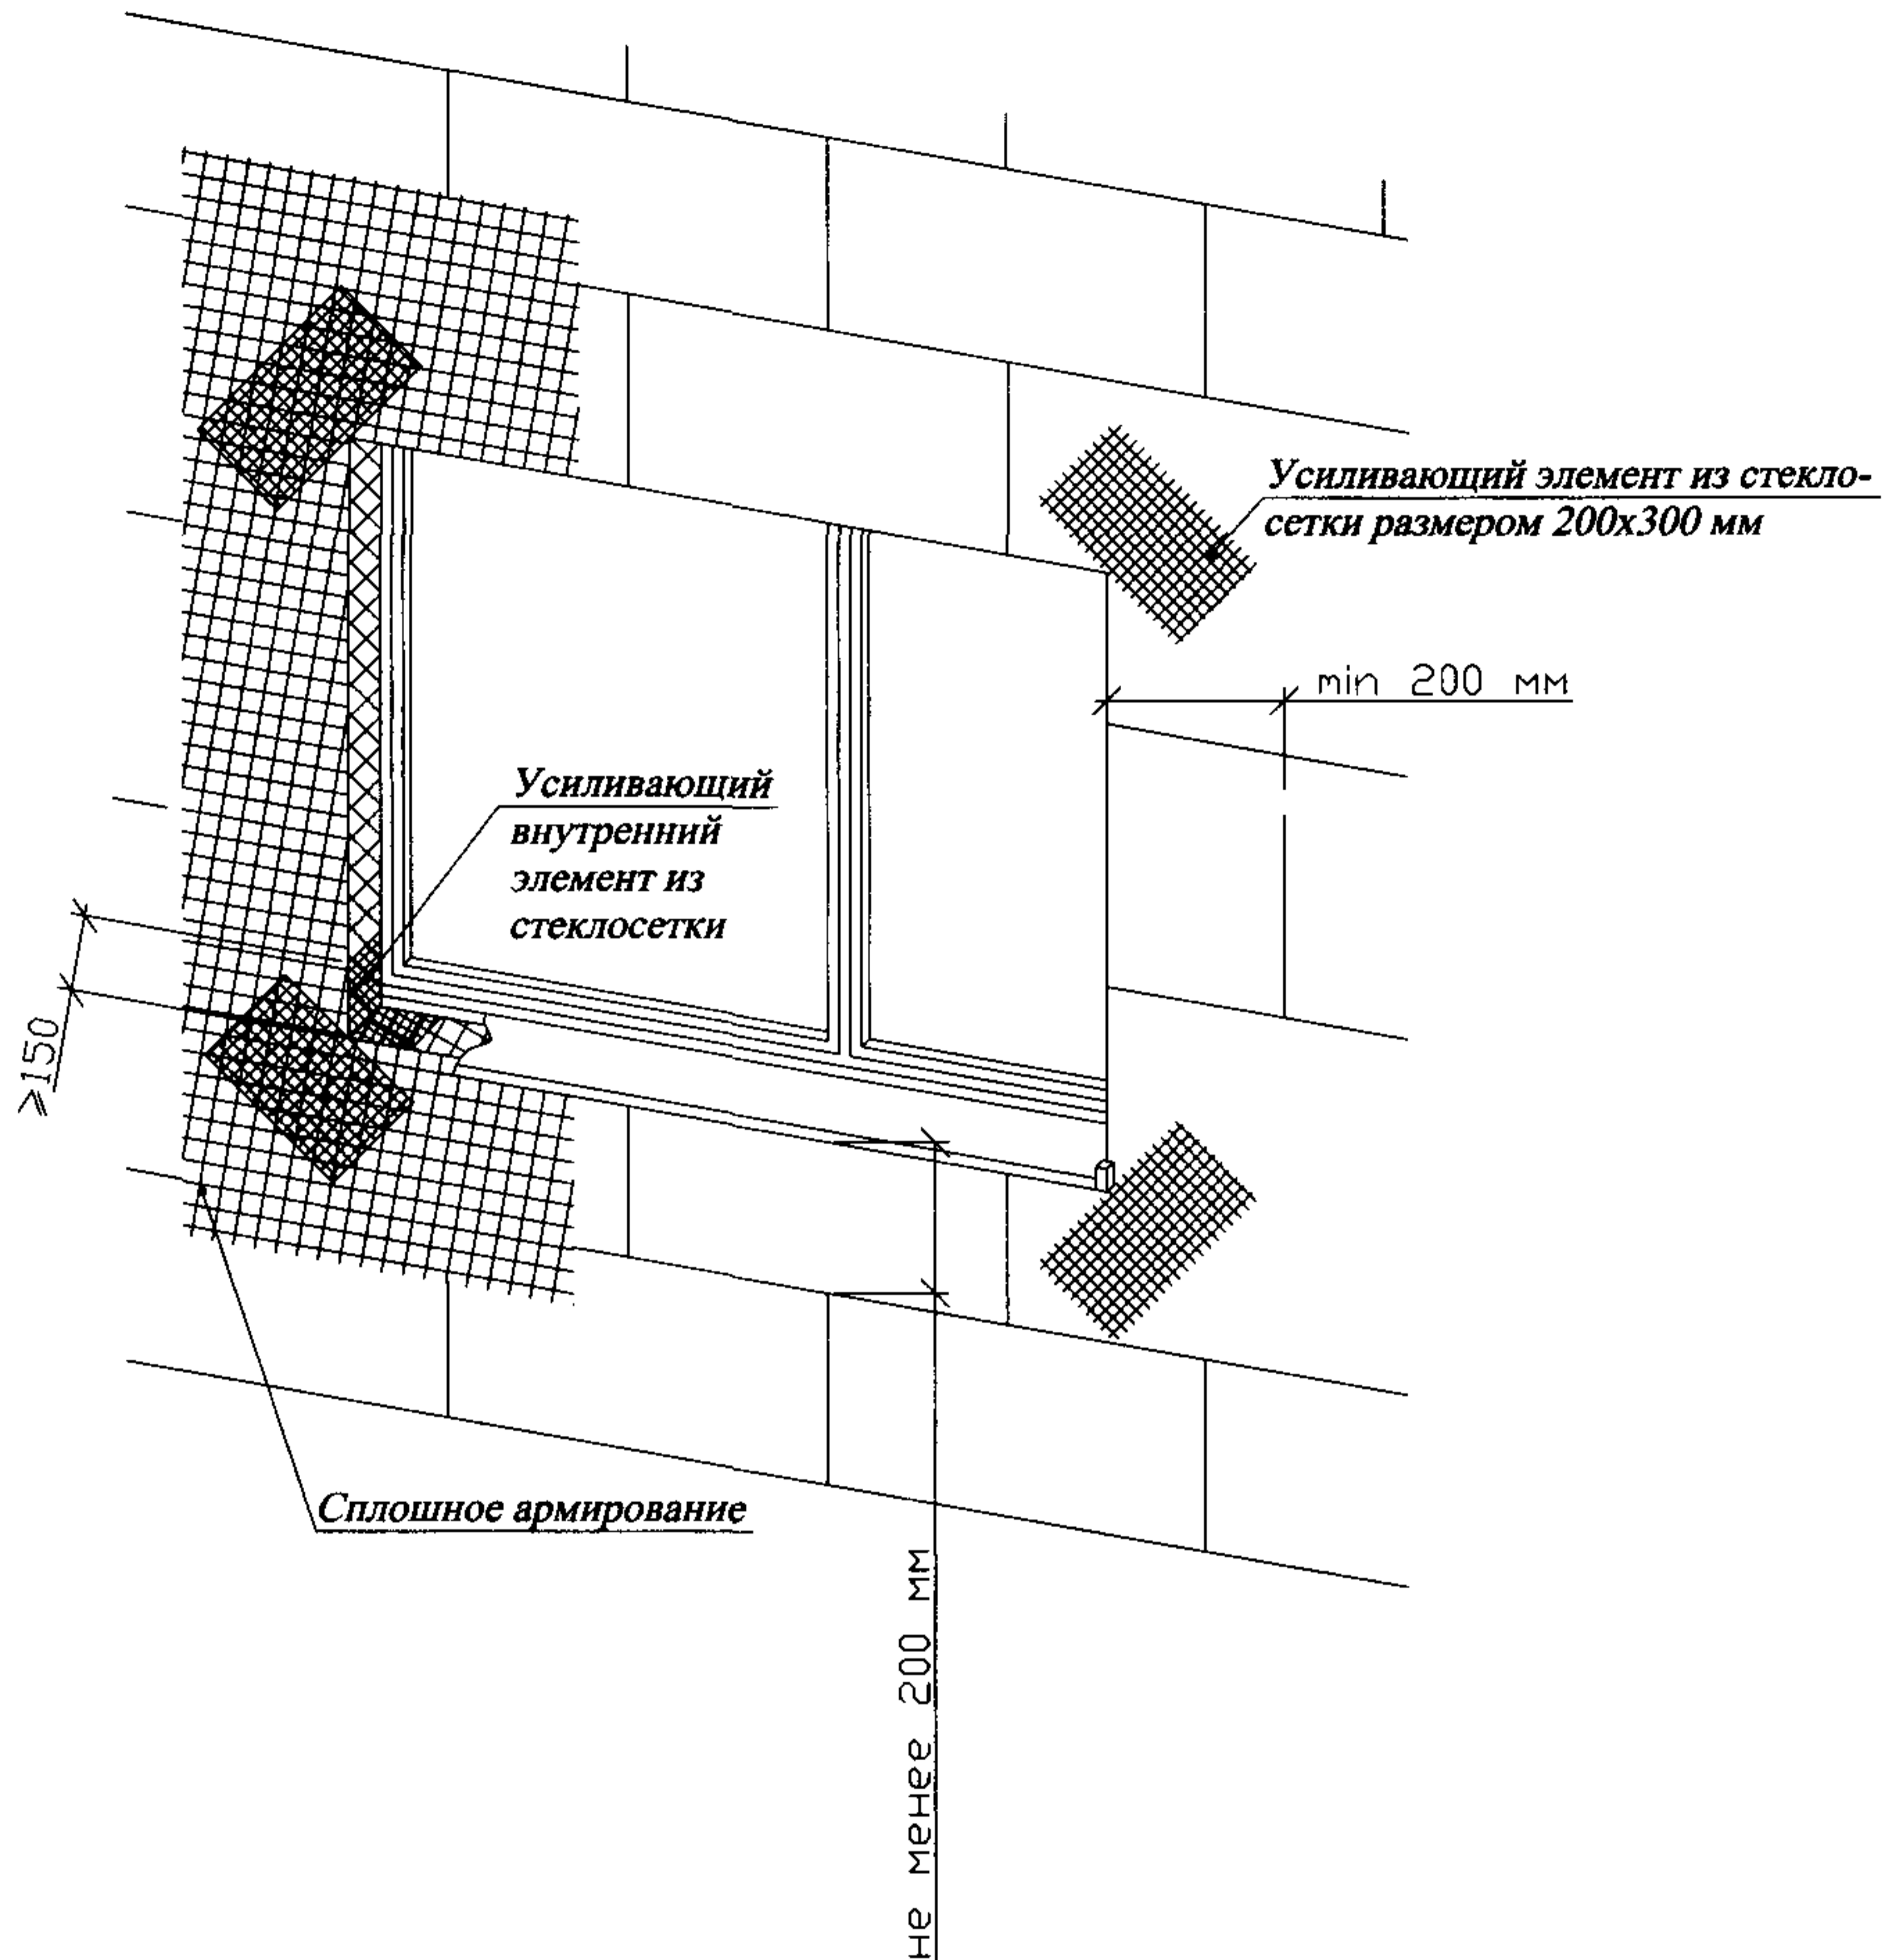 Усиливающий элемент из стекло-
сетки размером 200х300 мм
min 200 мм
Усиливающий
внутренний
элемент из
стеклосетки
≥150
Сплошное армирование
не менее 200 мм